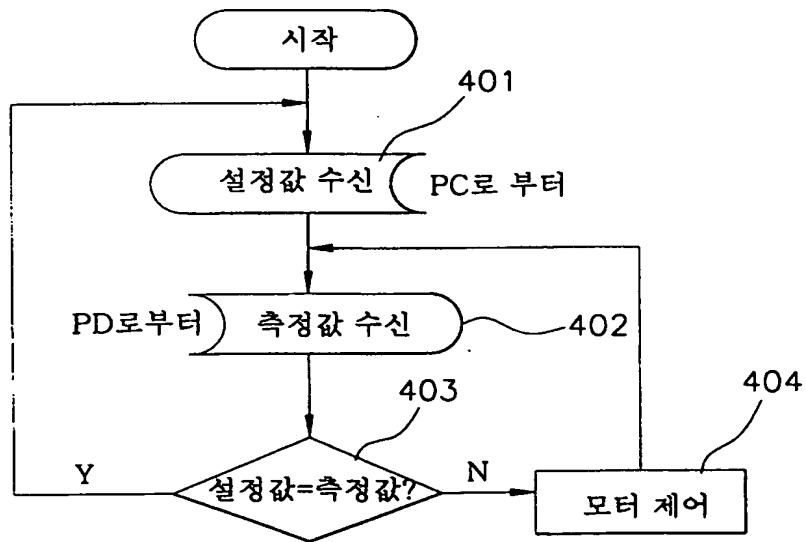 시작
401
설정값 수신
PC로 부터
PD로부터
측정값 수신
402
403
404
Y
설정값=측정값?
N
모터 제어